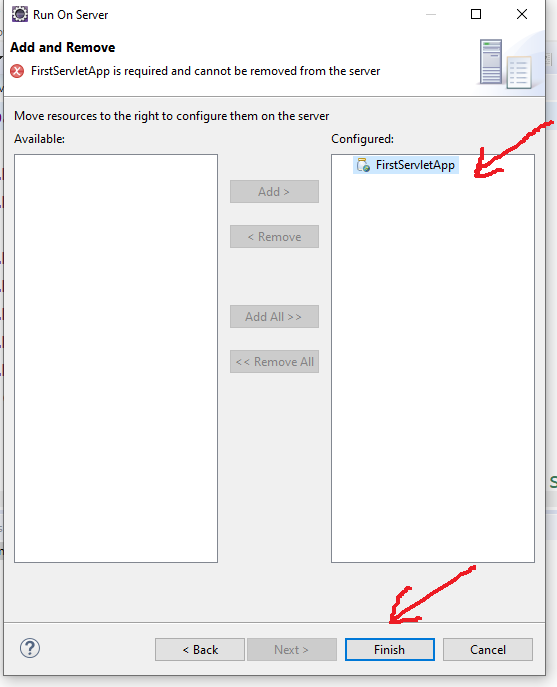 Run On Server
Add and Remove
FirstServletApp is required and cannot be removed from the server
Move resources to the right to configure them on the server
Available:
Configured:
FirstServletApp
Add >
< Remove
Add All >>
<< Remove All
< Back
Next >
Finish
Cancel